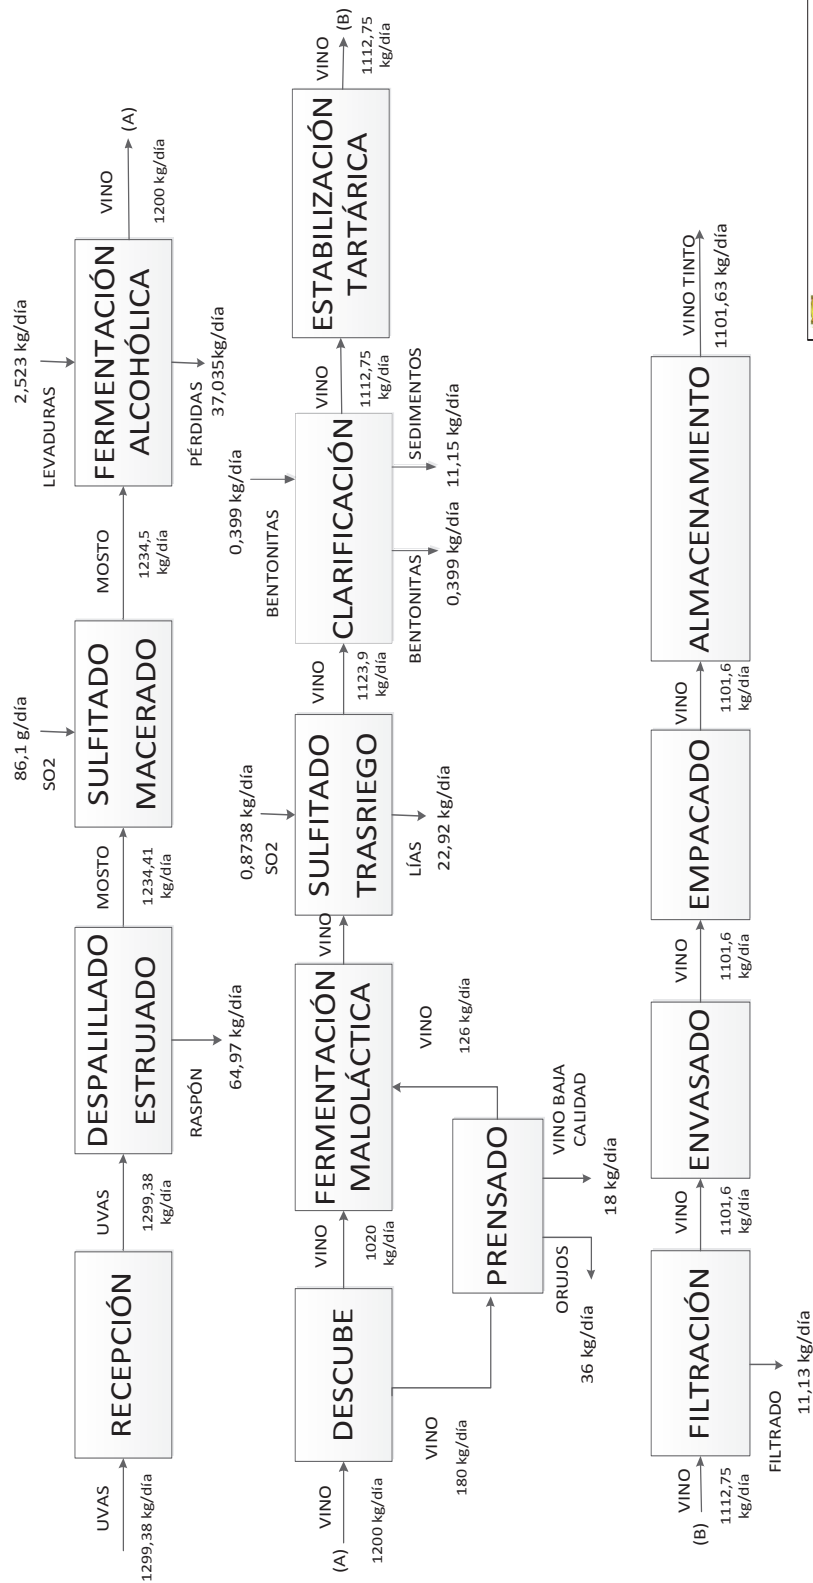 UVAS
1299,38 kg/día
RECEPCIÓN
UVAS
1299,38
kg/día
DESPALILLADO
ESTRUJADO
RASPÓN
64,97 kg/día
MOSTO
1234,41
kg/día
86,1 g/día
SO2
SULFITADO
MACERADO
MOSTO
1234,5
kg/día
2,523 kg/día
LEVADURAS
FERMENTACIÓN
ALCOHÓLICA
PÉRDIDAS
37,035kg/día
VINO
1200 kg/día
(A)
(A)
VINO
1200 kg/día
DESCUBE
VINO
180 kg/día
VINO
1020
kg/día
PRENSADO
ORUJOS
36 kg/día
VINO BAJA
CALIDAD
18 kg/día
VINO
126 kg/día
FERMENTACIÓN
MALOLÁCTICA
VINO
0,8738 kg/día
SO2
SULFITADO
TRASRIEGO
LÍAS
22,92 kg/día
VINO
1123,9
kg/día
0,399 kg/día
BENTONITAS
CLARIFICACIÓN
BENTONITAS
0,399 kg/día
SEDIMENTOS
11,15 kg/día
VINO
1112,75
kg/día
ESTABILIZACIÓN
TARTÁRICA
VINO
(B)
1112,75
kg/día
(B)
VINO
1112,75
kg/día
FILTRACIÓN
FILTRADO
11,13 kg/día
VINO
1101,6
kg/día
ENVASADO
VINO
1101,6
kg/día
EMPACADO
VINO
1101,6
kg/día
ALMACENAMIENTO
VINO TINTO
1101,63 kg/día